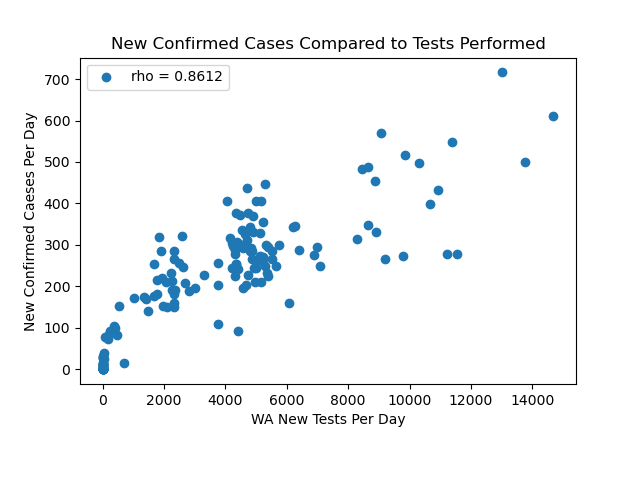 New Confirmed Cases Compared to Tests Performed
rho = 0.8612
700
600
500
400
300
200
100
0
New Confirmed Caeses Per Day
0 2000 4000 6000 8000 10000 12000 14000
WA New Tests Per Day